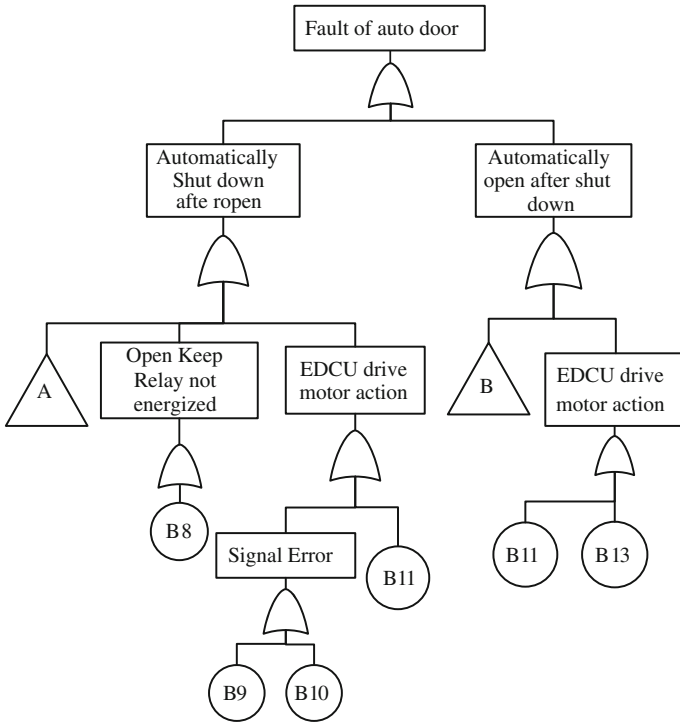 Fault of auto door
Automatically
Shut down
afte ropen
Automatically
open after shut
down
A
Open Keep
Relay not
energized
EDCU drive
motor action
B
EDCU drive
motor action
B8
Signal Error
B11
B11
B13
B9
B10